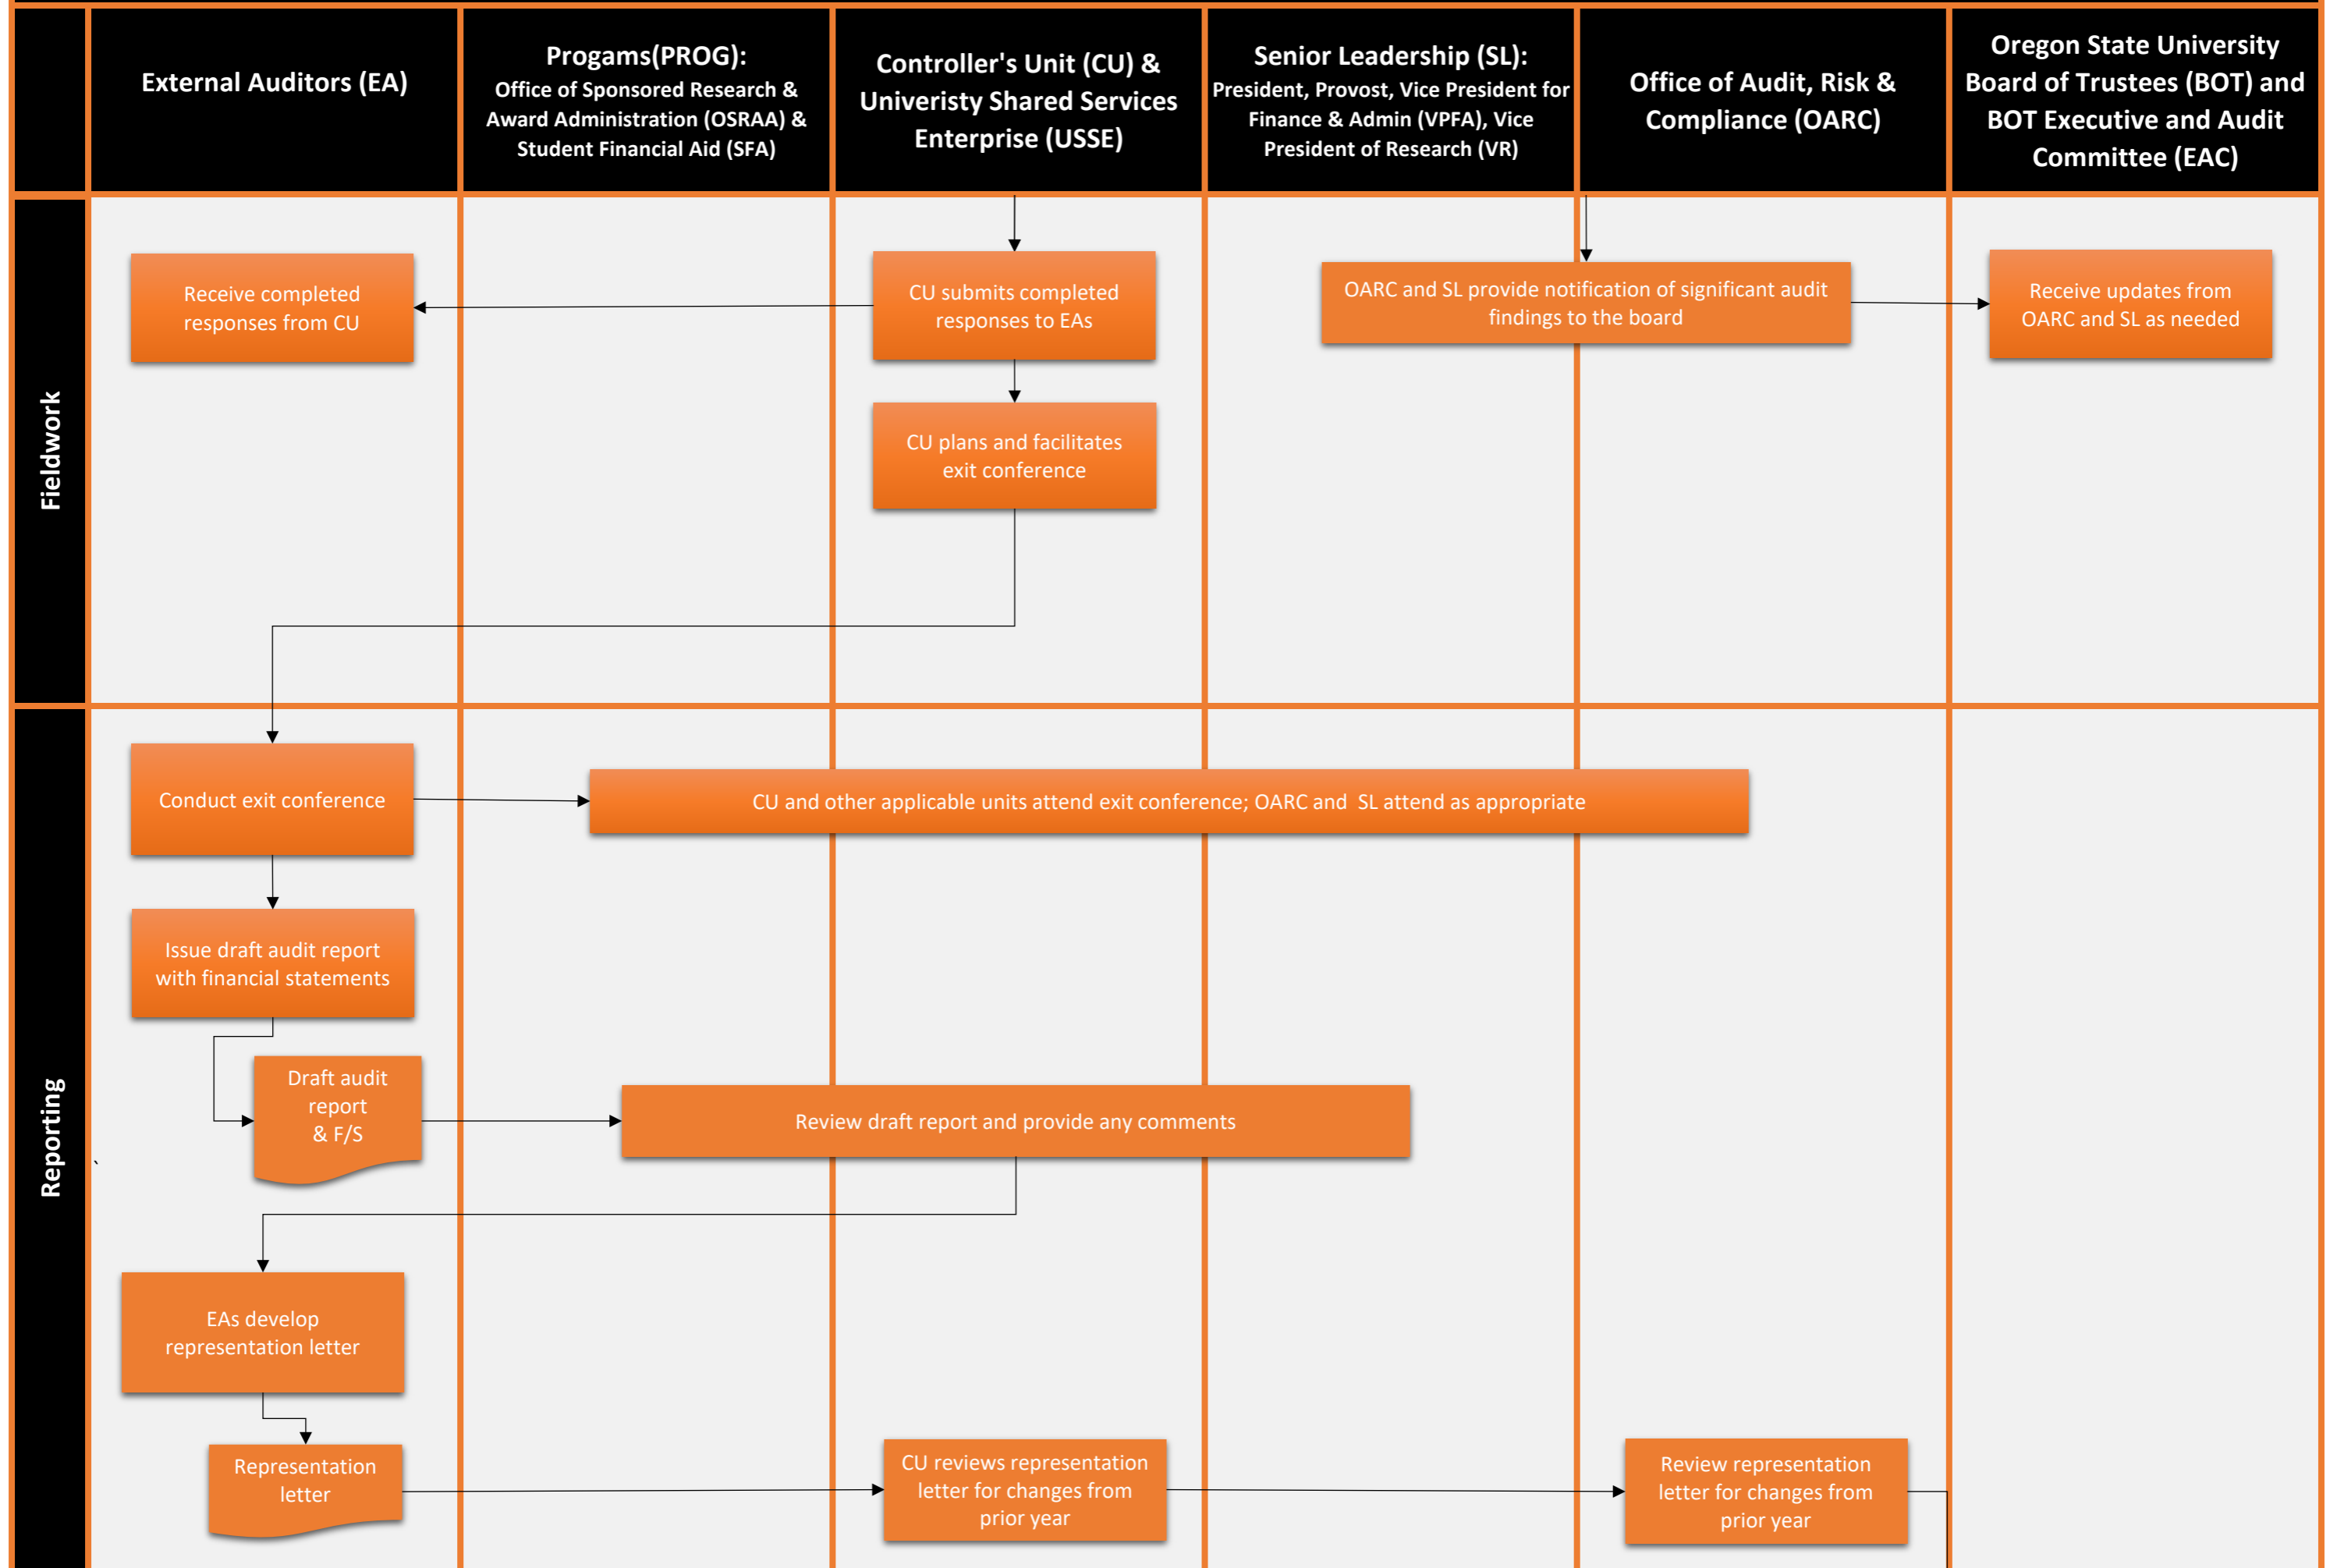 External Auditors (EA)
Progams(PROG):
Office of Sponsored Research &
Award Administration (OSRAA) &
Student Financial Aid (SFA)
Controller's Unit (CU) &
Univeristy Shared Services
Enterprise (USSE)
Senior Leadership (SL):
President, Provost, Vice President for
Finance & Admin (VPFA), Vice
President of Research (VR)
Office of Audit, Risk &
Compliance (OARC)
Oregon State University
Board of Trustees (BOT) and
BOT Executive and Audit
Committee (EAC)
Fieldwork
Receive completed
responses from CU
CU submits completed
responses to EAs
OARC and SL provide notification of significant audit
findings to the board
Receive updates from
OARC and SL as needed
CU plans and facilitates
exit conference
Reporting
Conduct exit conference
CU and other applicable units attend exit conference; OARC and SL attend as appropriate
Issue draft audit report
with financial statements
Draft audit
report
& F/S
Review draft report and provide any comments
`
EAs develop
representation letter
Representation
letter
CU reviews representation
letter for changes from
prior year
Review representation
letter for changes from
prior year